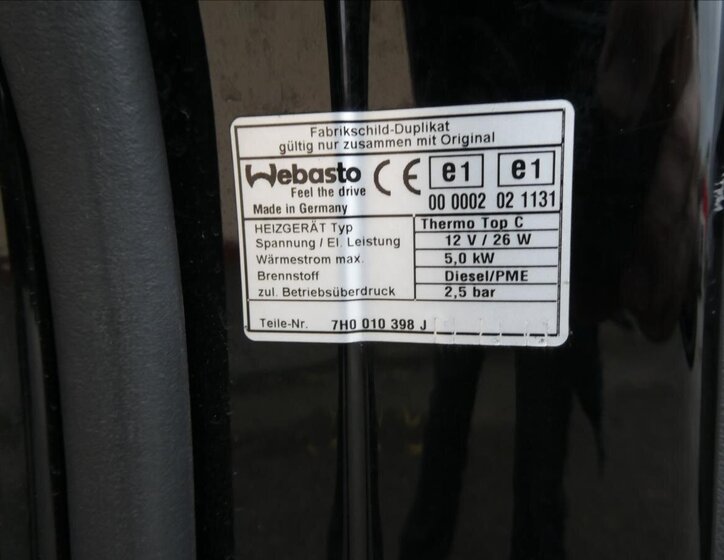 Fabrikschild-Duplikat
gültig nur zusammen mit Original
Webasto CE e1 e1
Feel the drive
00 0002 02 1131
Made in Germany
HEIZGERÄT Typ Thermo Top C
Spannung / El. Leistung 12 V / 26 W
Wärmestrom max. 5,0 kW
Brennstoff Diesel/PME
zul. Betriebsüberdruck 2,5 bar
Teile-Nr. 7H0 010 398 J